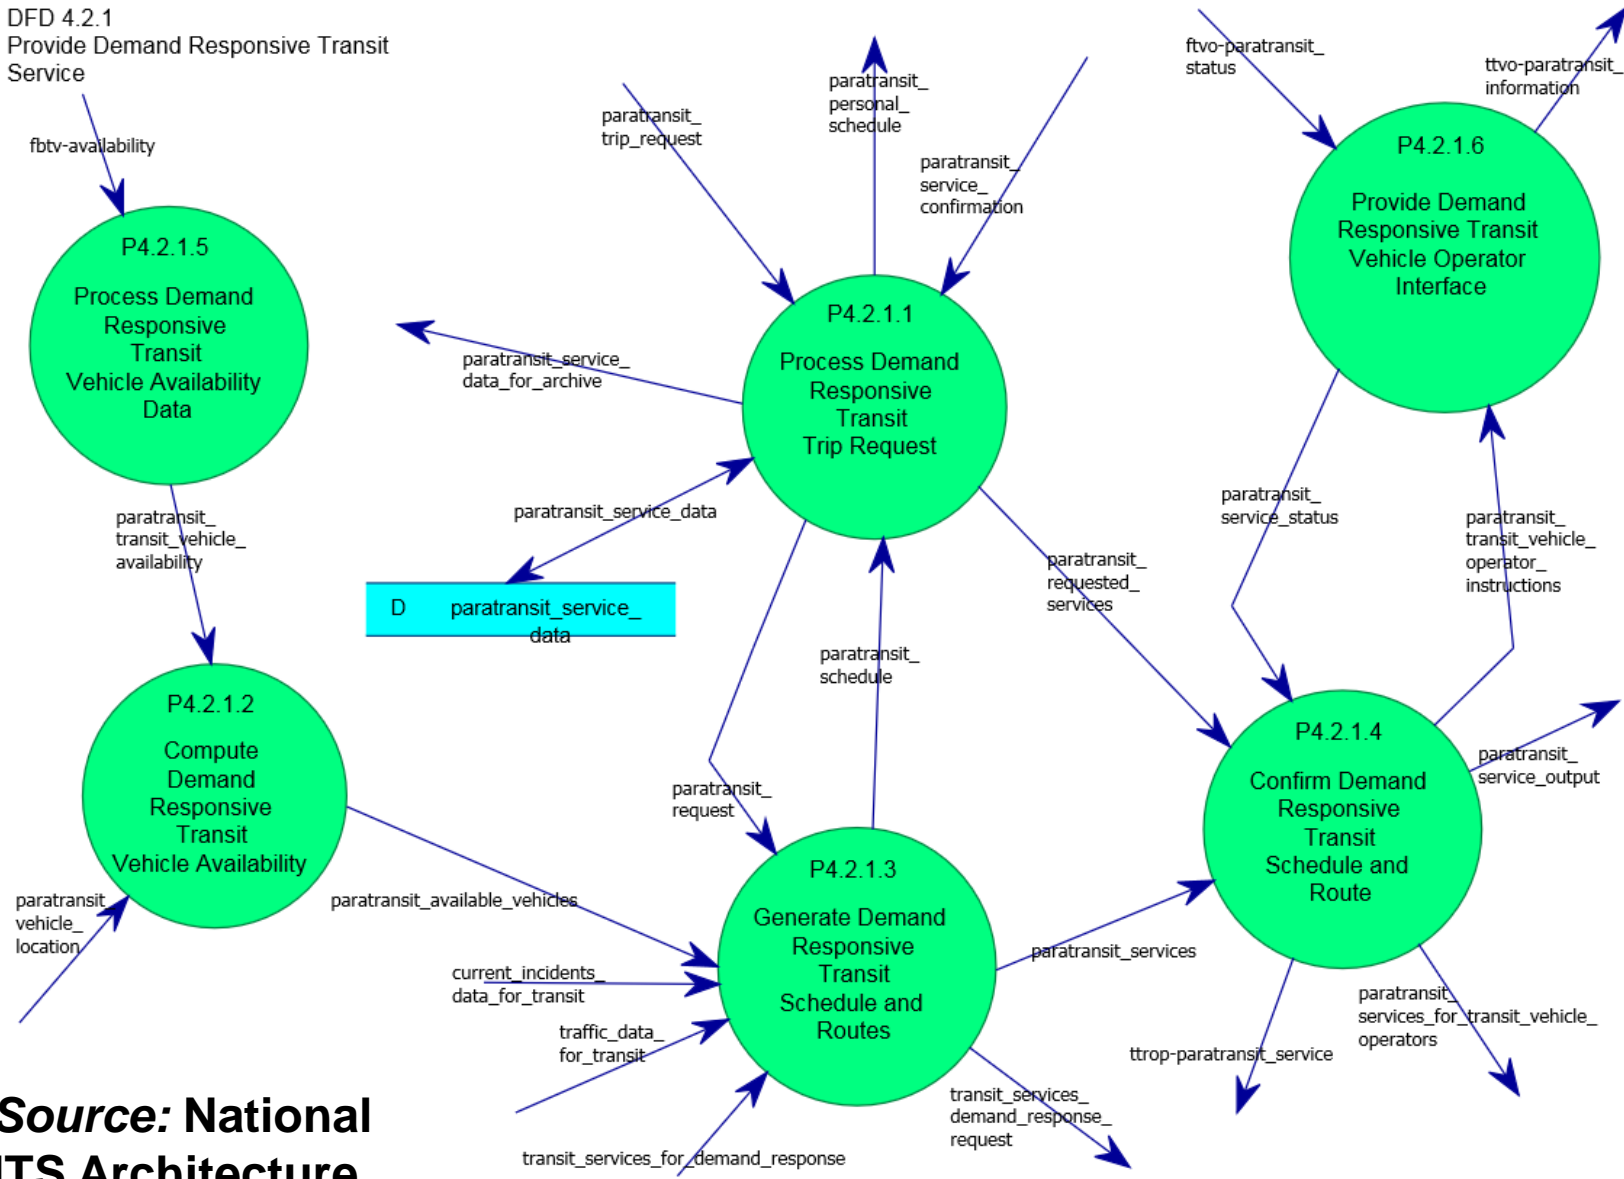 DFD 4.2.1
Provide Demand Responsive Transit
Service
fbtv-availability
P4.2.1.5
Process Demand
Responsive
Transit
Vehicle Availability
Data
paratransit_
transit_vehicle_
availability
P4.2.1.2
Compute
Demand
Responsive
Transit
Vehicle Availability
paratransit_
vehicle_
location
paratransit_
trip_request
paratransit_
personal_
schedule
paratransit_
service_
confirmation
P4.2.1.1
Process Demand
Responsive
Transit
Trip Request
paratransit_service_
data_for_archive
paratransit_service_data
D paratransit_service_
data
paratransit_
schedule
paratransit_
request
paratransit_
requested_
services
paratransit_available_vehicles
current_incidents_
data_for_transit
traffic_data_
for_transit
transit_services_for_demand_response
P4.2.1.3
Generate Demand
Responsive
Transit
Schedule and
Routes
paratransit_services
transit_services_
demand_response_
request
ftvo-paratransit_
status
ttvo-paratransit_
information
P4.2.1.6
Provide Demand
Responsive Transit
Vehicle Operator
Interface
paratransit_
service_status
paratransit_
transit_vehicle_
operator_
instructions
P4.2.1.4
Confirm Demand
Responsive
Transit
Schedule and
Route
paratransit_
service_output
ttrop-paratransit_service
paratransit_
services_for_transit_vehicle_
operators
Source: National
ITS Architecture